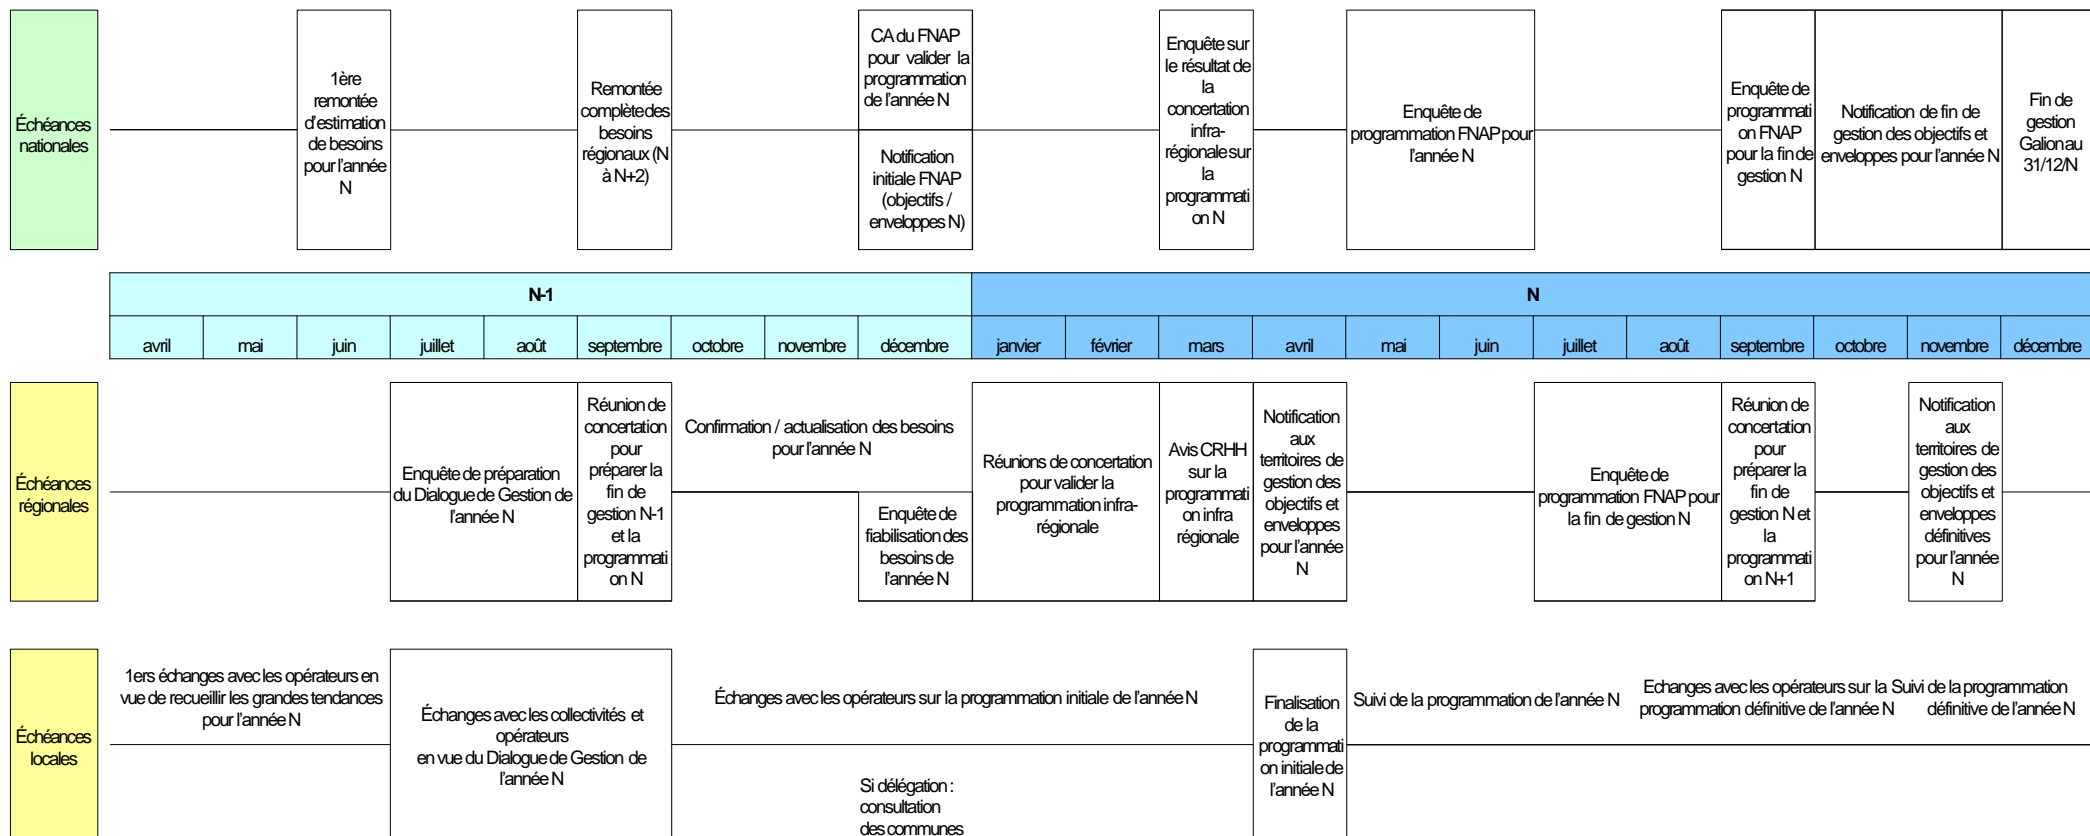 Échéances
nationales
1ère
remontée
d'estimation
de besoins
pour l'année
N
Remontée
complète des
besoins
régionaux (N
à N+2)
CA du FNAP
pour valider la
programmation
de l'année N
Notification
initiale FNAP
(objectifs /
enveloppes N)
Enquête sur
le résultat de
la
concertation
infra-
régionale sur
la
programmati
on N
Enquête de
programmation FNAP pour
l'année N
Enquête de
programmati
on FNAP
pour la fin de
gestion N
Notification de fin de
gestion des objectifs et
enveloppes pour l'année N
Fin de
gestion
Galion au
31/12/N
N-1
N
avril
mai
juin
juillet
août
septembre
octobre
novembre
décembre
janvier
février
mars
avril
mai
juin
juillet
août
septembre
octobre
novembre
décembre
Échéances
régionales
Enquête de préparation
du Dialogue de Gestion de
l'année N
Réunion de
concertation
pour
préparer la
fin de
gestion N-1
et la
programmati
on N
Confirmation / actualisation des besoins
pour l'année N
Enquête de
fiabilisation des
besoins de
l'année N
Réunions de concertation
pour valider la
programmation infra-
régionale
Avis CRHH
sur la
programmati
on infra
régionale
Notification
aux
territoires de
gestion des
objectifs et
enveloppes
pour l'année
N
Enquête de
programmation FNAP pour
la fin de gestion N
Réunion de
concertation
pour
préparer la
fin de
gestion N et
la
programmati
on N+1
Notification
aux
territoires de
gestion des
objectifs et
enveloppes
définitives
pour l'année
N
Échéances
locales
1ers échanges avec les opérateurs en
vue de recueillir les grandes tendances
pour l'année N
Échanges avec les collectivités et
opérateurs
en vue du Dialogue de Gestion de
l'année N
Échanges avec les opérateurs sur la programmation initiale de l'année N
Si délégation :
consultation
des communes
Finalisation
de la
programmati
on initiale de
l'année N
Suivi de la programmation de l'année N
Echanges avec les opérateurs sur la
programmation définitive de l'année N
Suivi de la programmation
définitive de l'année N